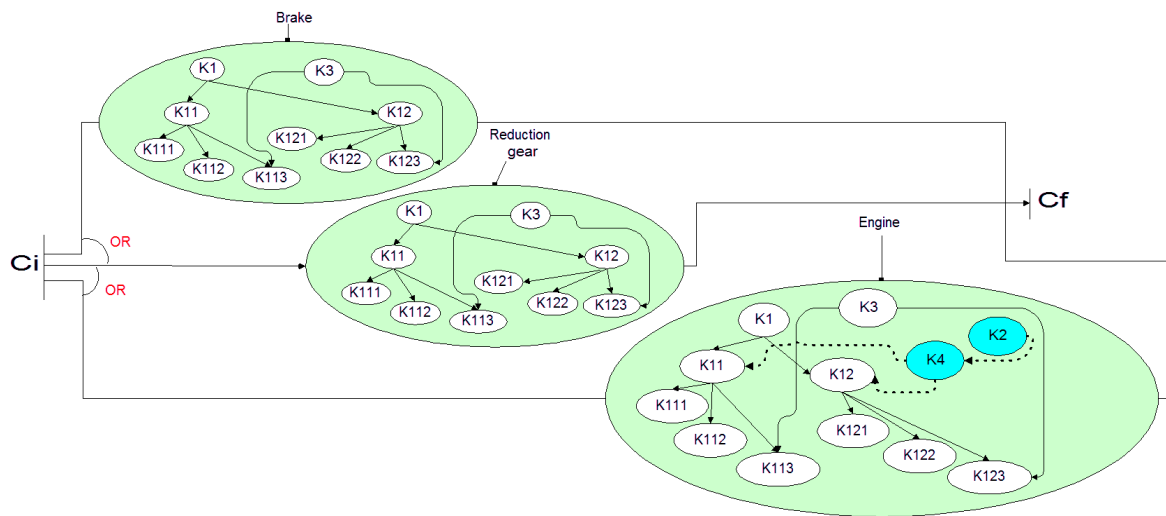 Brake
K1
K3
K11
K12
K111
K121
K112
K122
K123
K113
Reduction
gear
K1
K3
Cf
K11
K12
Engine
OR
Ci
OR
K111
K121
K112
K122
K123
K113
K1
K3
K2
K4
K11
K12
K111
K112
K121
K122
K113
K123